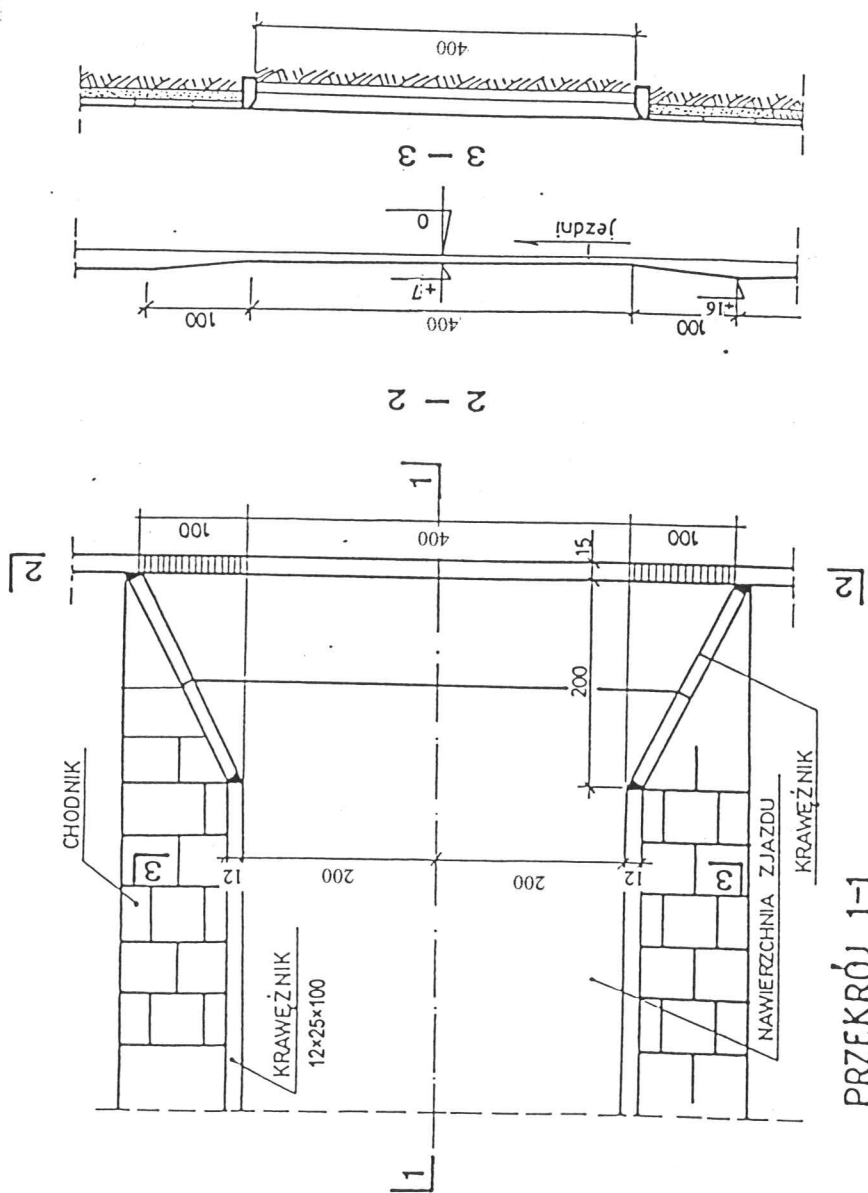 400
3 - 3
0
jezdni
+7
+16
100
400
100
2 - 2
1
100
400
100
2
2
15
200
CHODNIK
3
12
200
200
12
3
KRAWĘŻNIK
12×25×100
NAWIERZCHNIA ZJAZDU
KRAWĘŻNIK
1
PRZEKRÓJ 1-1